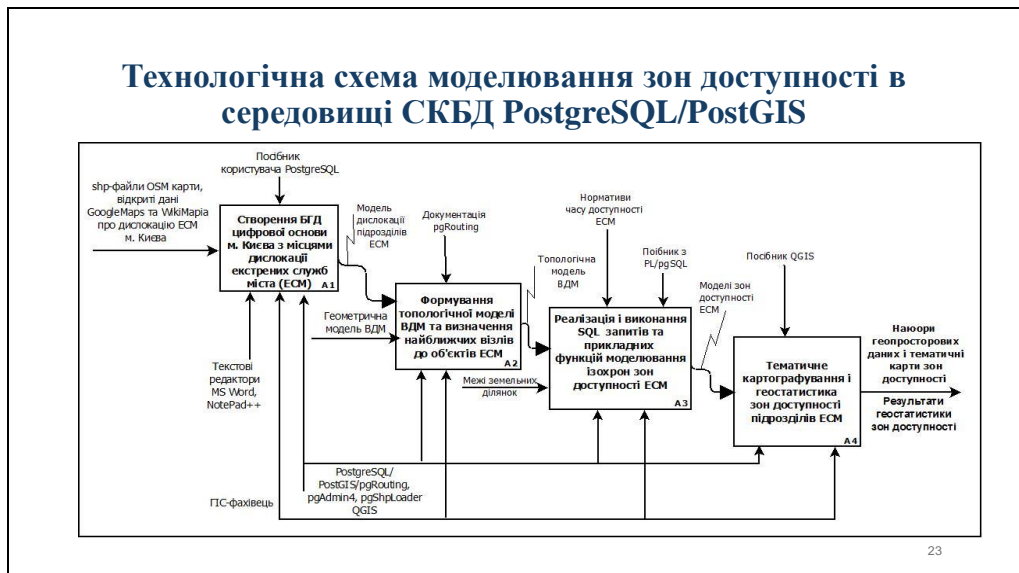 Технологічна схема моделювання зон доступності в
середовищі СКБД PostgreSQL/PostGIS
Посібник
користувача PostgreSQL
shp-файли OSM карти,
відкриті дані
GoogleMaps та WikiMapia
про дислокацію ЕСМ
м. Києва
Створення БГД
цифрової основи
м. Києва з місцями
дислокації
екстрених служб
міста (ЕСМ)
A1
Модель
дислокації
підрозділів
ЕСМ
Документація
pgRouting
Геометрична
модель ВДМ
Формування
топологічної моделі
ВДМ та визначення
найближчих візлів
до об'єктів ЕСМ
A2
Топологічна
модель
ВДМ
Нормативи
часу доступності
ЕСМ
Поібник з
PL/pgSQL
Межі земельних
ділянок
Реалізація і виконання
SQL запитів та
прикладних
функцій моделювання
ізохрон зон
доступності ЕСМ
A3
Моделі зон
доступності
ЕСМ
Посібник QGIS
Тематичне
картографування і
геостатистика
зон доступності
підрозділів ЕСМ
A4
Наюори
геопросторових
даних і тематичні
карти зон
доступності
Результати
геостатистики
зон доступності
Текстові
редактори
MS Word,
NotePad++
PostgreSQL/
PostGIS/pgRouting,
pgAdmin4, pgShpLoader
QGIS
ГІС-фахівець
23